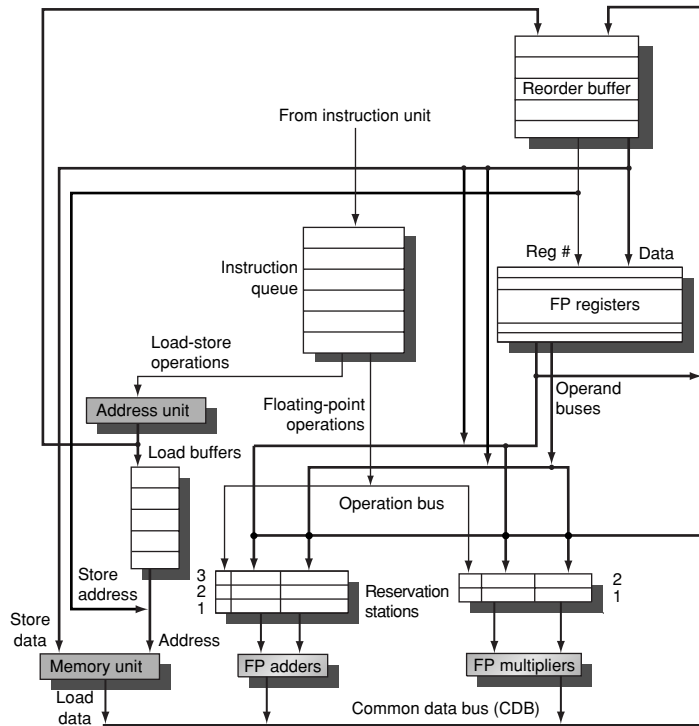 Reorder buffer
From instruction unit
Reg #
Data
Instruction
queue
FP registers
Load-store
operations
Operand
buses
Address unit
Floating-point
operations
Load buffers
Operation bus
Store
address
3
2
1
Reservation
stations
2
1
Store
data
Address
Memory unit
FP adders
FP multipliers
Load
data
Common data bus (CDB)